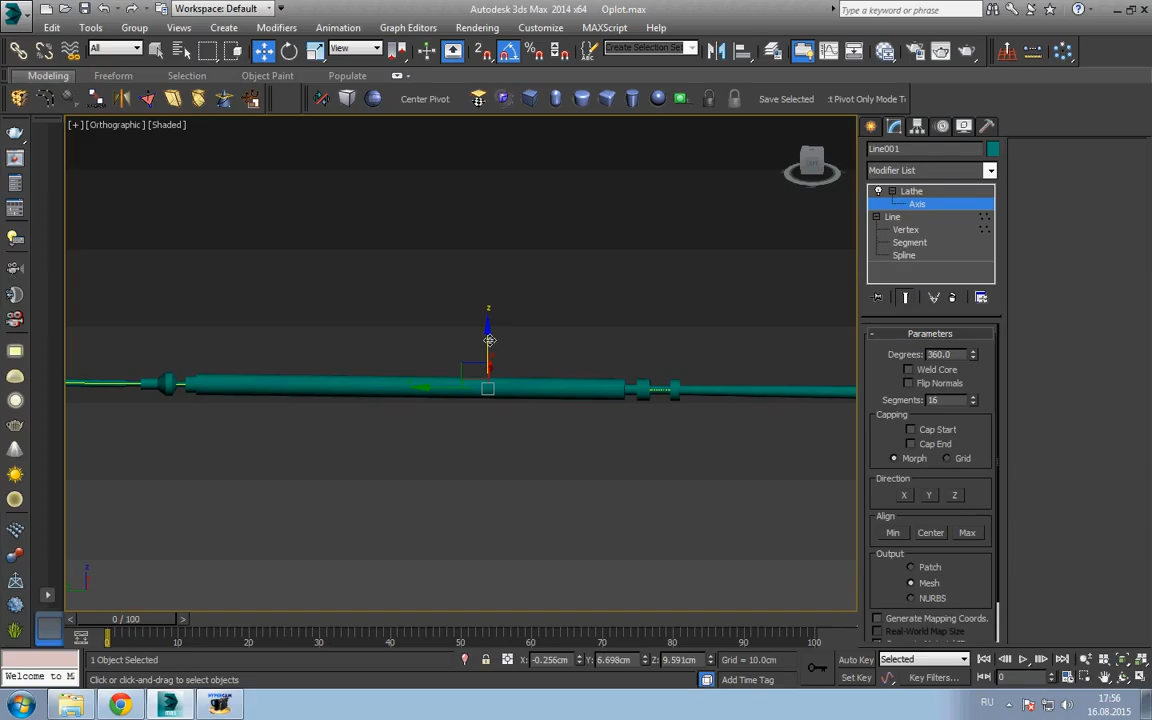 Workspace: Default
Autodesk 3ds Max 2014 x64
Oplot.max
Type a keyword or phrase
Edit Tools Group Views Create Modifiers Animation Graph Editors Rendering Customize MAXScript Help
All
View
Create Selection Set
Modeling Freeform Selection Object Paint Populate
Center Pivot
Save Selected
:t Pivot Only Mode
[+] [Orthographic] [Shaded]
z
Line001
Modifier List
Lathe
Axis
Line
Vertex
Segment
Spline
Parameters
Degrees: 360.0
Weld Core
Flip Normals
Segments: 16
Capping
Cap Start
Cap End
Morph Grid
Direction
X Y Z
Align
Min Center Max
Output
Patch
Mesh
NURBS
Generate Mapping Coords.
Real-World Map Size
z
0 / 100
0 10 20 30 40 50 60 70 80 90 100
1 Object Selected
X: -0.256cm Y: 6.698cm Z: 9.591cm Grid = 10.0cm
Auto Key Selected
Welcome to M
Click or click-and-drag to select objects
Add Time Tag
Set Key Key Filters...
0
RU
17:56
16.08.2015